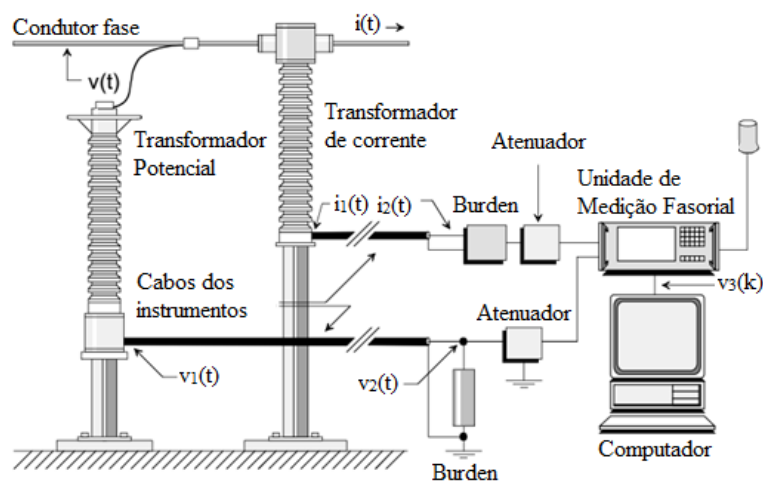 Condutor fase
i(t)
v(t)
Transformador
Potencial
Transformador
de corrente
Atenuador
Unidade de
Medição Fasorial
i1(t) i2(t)
Burden
Cabos dos
instrumentos
v3(k)
Atenuador
v1(t)
v2(t)
Computador
Burden